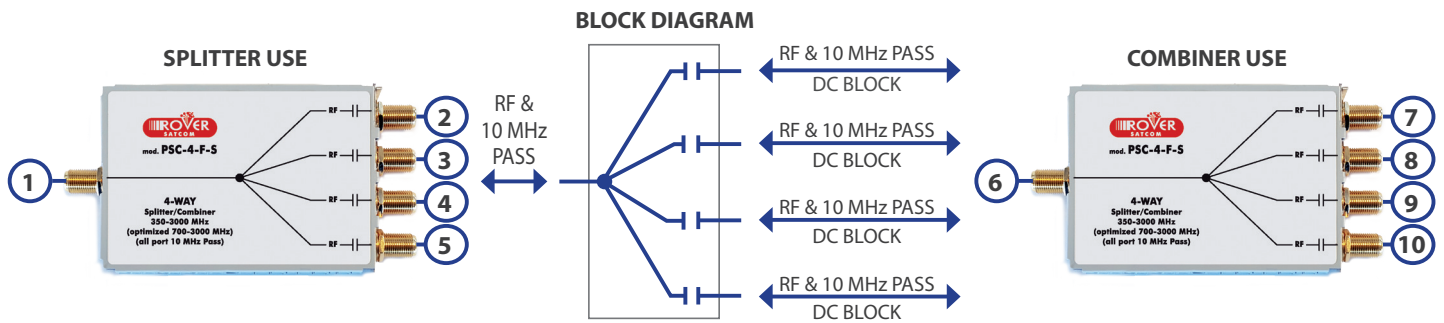 BLOCK DIAGRAM
SPLITTER USE
1
ROVER
SATCOM
mod. PSC-4-F-S
4-WAY
Splitter/Combiner
350-3000 MHz
(optimized 700-3000 MHz)
(all port 10 MHz Pass)
RF
RF
RF
RF
2
3
4
5
RF &
10 MHz
PASS
RF & 10 MHz PASS
DC BLOCK
RF & 10 MHz PASS
DC BLOCK
RF & 10 MHz PASS
DC BLOCK
RF & 10 MHz PASS
DC BLOCK
COMBINER USE
6
ROVER
SATCOM
mod. PSC-4-F-S
4-WAY
Splitter/Combiner
350-3000 MHz
(optimized 700-3000 MHz)
(all port 10 MHz Pass)
RF
RF
RF
RF
7
8
9
10